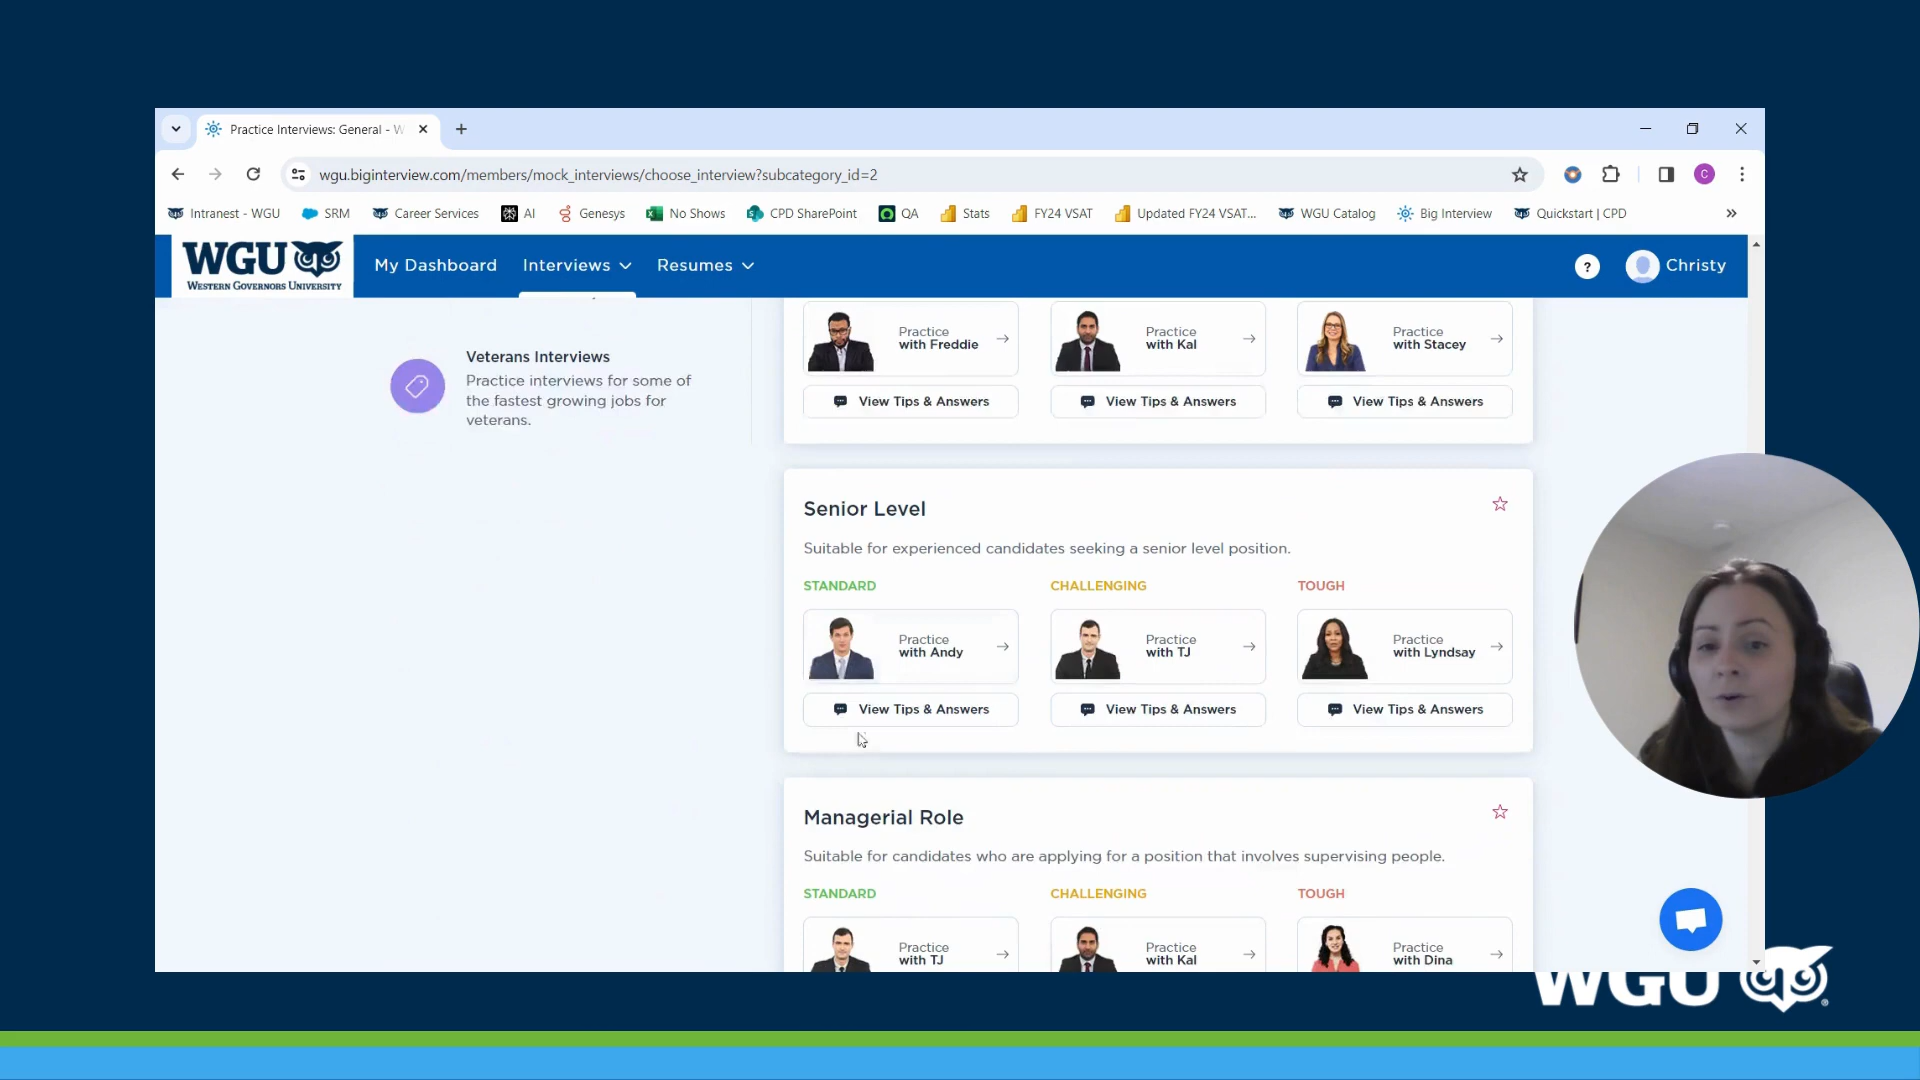 Practice Interviews: General - W
wgu.biginterview.com/members/mock_interviews/choose_interview?subcategory_id=2
C
Intranest - WGU
SRM
Career Services
AI
Genesys
No Shows
CPD SharePoint
QA
Stats
FY24 VSAT
Updated FY24 VSAT...
WGU Catalog
Big Interview
Quickstart | CPD
WGU
WESTERN GOVERNORS UNIVERSITY
My Dashboard
Interviews
Resumes
?
Christy
Veterans Interviews
Practice interviews for some of
the fastest growing jobs for
veterans.
Practice
with Freddie
Practice
with Kal
Practice
with Stacey
View Tips & Answers
View Tips & Answers
View Tips & Answers
Senior Level
Suitable for experienced candidates seeking a senior level position.
STANDARD
CHALLENGING
TOUGH
Practice
with Andy
Practice
with TJ
Practice
with Lyndsay
View Tips & Answers
View Tips & Answers
View Tips & Answers
Managerial Role
Suitable for candidates who are applying for a position that involves supervising people.
STANDARD
CHALLENGING
TOUGH
Practice
with TJ
Practice
with Kal
Practice
with Dina
WGU